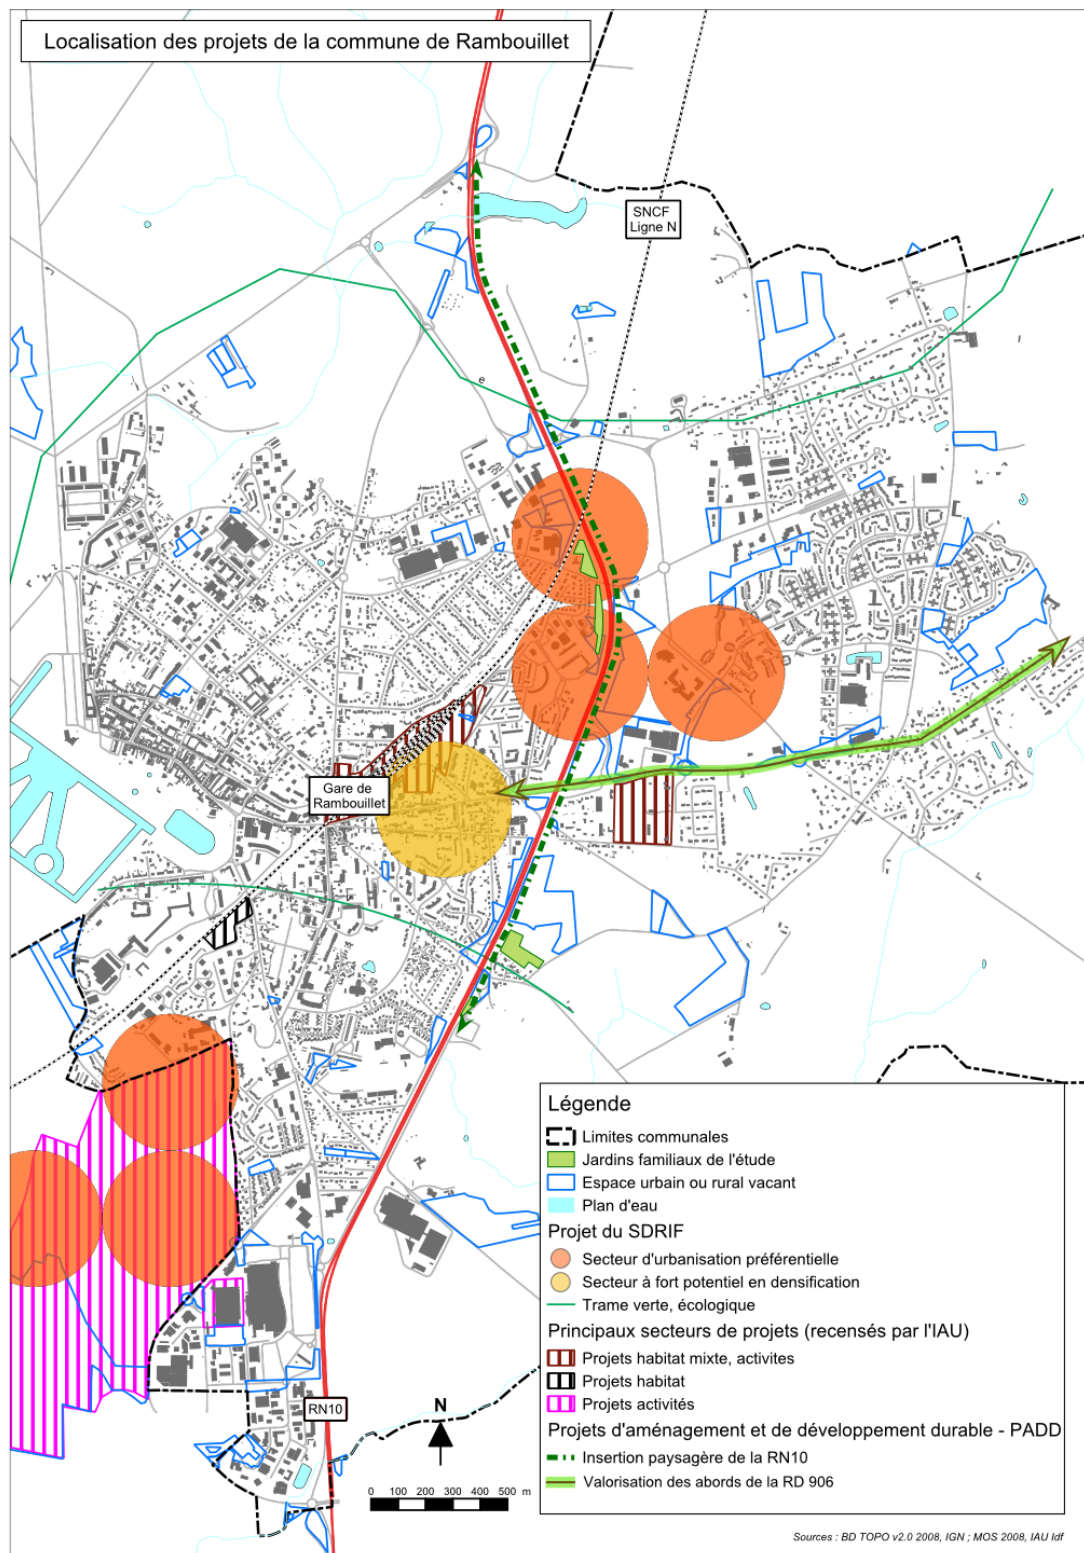 Localisation des projets de la commune de Rambouillet
SNCF
Ligne N
e
Gare de
Rambouillet
RN10
N
0 100 200 300 400 500 m
Légende
Limites communales
Jardins familiaux de l'étude
Espace urbain ou rural vacant
Plan d'eau
Projet du SDRIF
Secteur d'urbanisation préférentielle
Secteur à fort potentiel en densification
Trame verte, écologique
Principaux secteurs de projets (recensés par l'IAU)
Projets habitat mixte, activites
Projets habitat
Projets activités
Projets d'aménagement et de développement durable - PADD
Insertion paysagère de la RN10
Valorisation des abords de la RD 906
Sources : BD TOPO v2.0 2008, IGN ; MOS 2008, IAU Idf